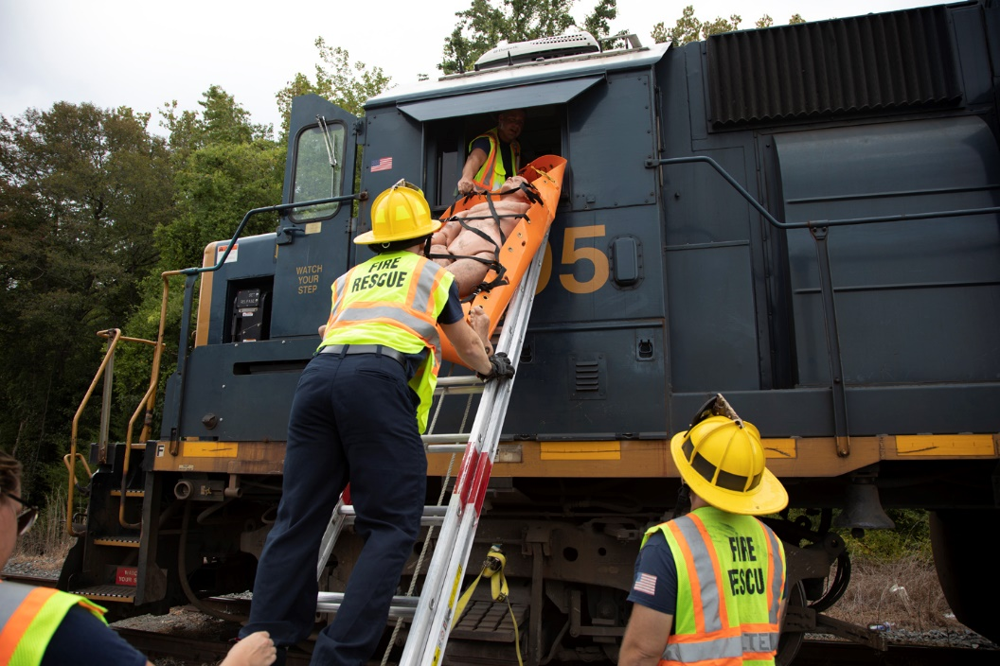 WATCH
YOUR
STEP
05
FIRE
RESCUE
FIRE
RESCU